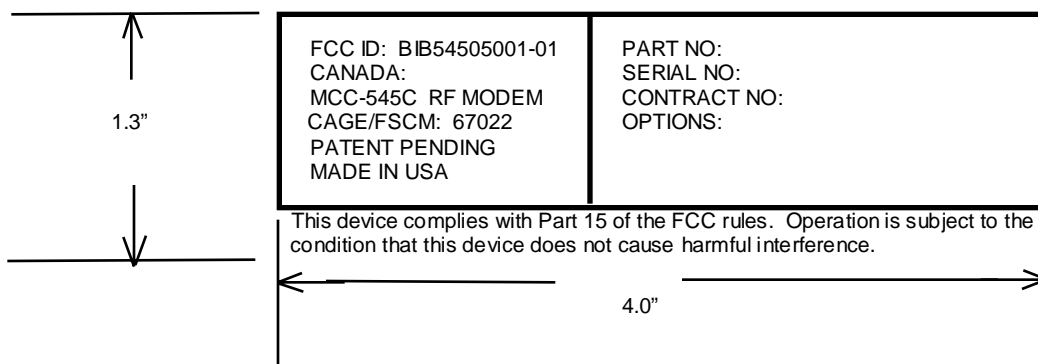 FCC ID: BIB54505001-01
CANADA:
MCC-545C RF MODEM
CAGE/FSCM: 67022
PATENT PENDING
MADE IN USA
PART NO:
SERIAL NO:
CONTRACT NO:
OPTIONS:
1.3”
This device complies with Part 15 of the FCC rules. Operation is subject to the
condition that this device does not cause harmful interference.
4.0”